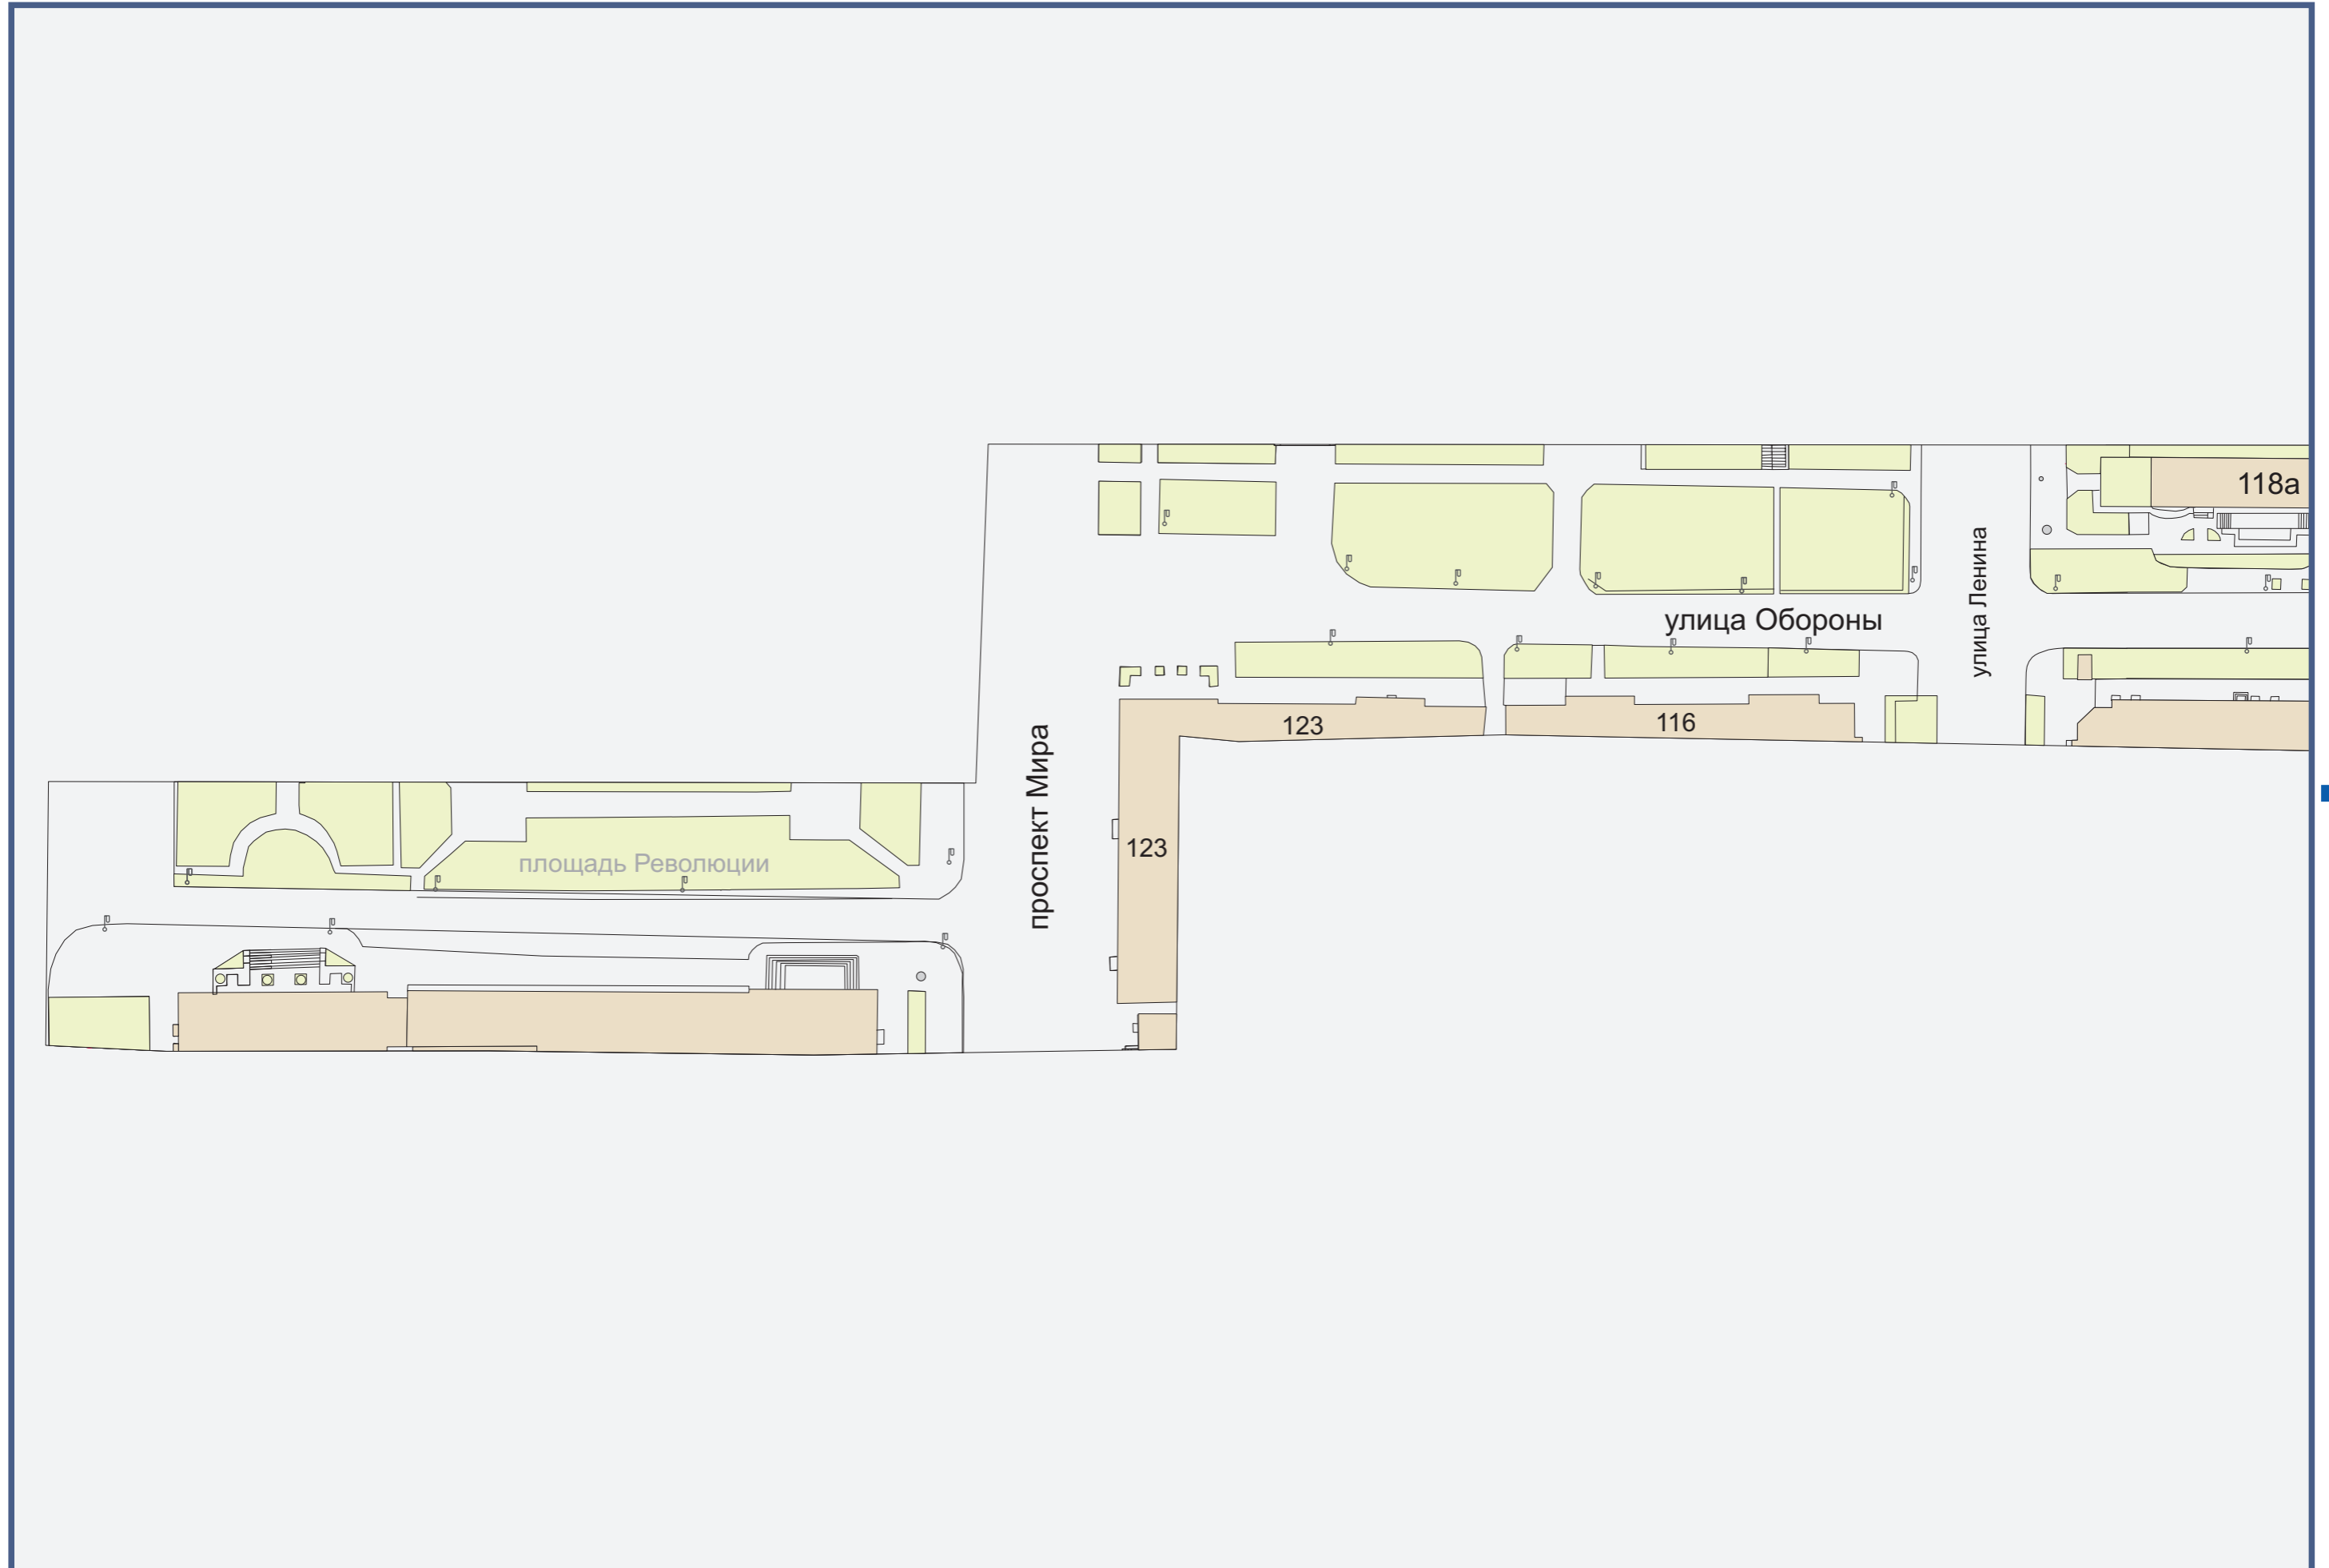 118а
улица Ленина
улица Обороны
123
116
проспект Мира
123
площадь Революции